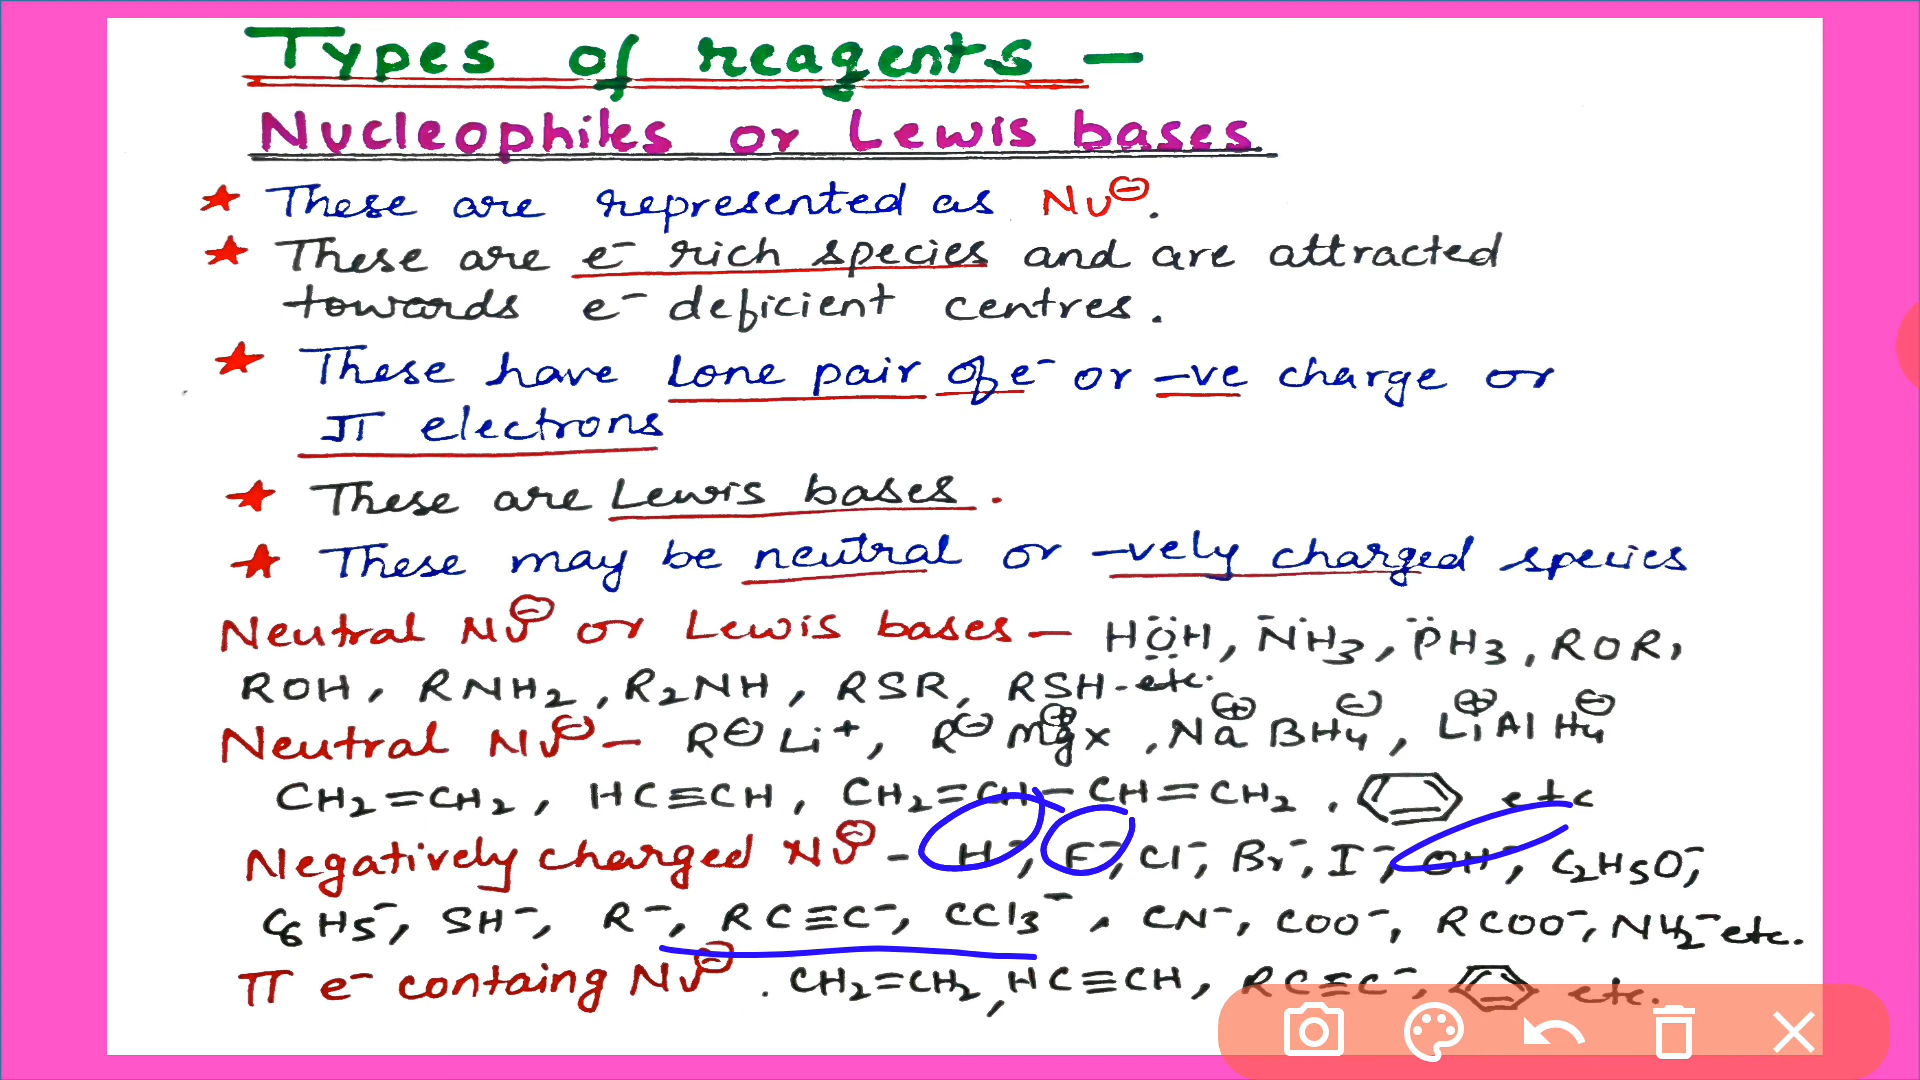 Types of reagents –
Nucleophiles or Lewis bases.
★ These are represented as Nu⊖.
★ These are e⁻ rich species and are attracted
towards e⁻ deficient centres.
★ These have lone pair of e⁻ or -ve charge or
π electrons
★ These are Lewis bases.
★ These may be neutral or -vely charged species
Neutral Nu⊖ or Lewis bases – HÖH, N̈H₃, P̈H₃, ROR,
ROH, RNH₂, R₂NH, RSR, RSH - etc.
Neutral Nu⊖ – R⊖Li⁺, R⊖Mg⊕X, Na⊕BH₄⊖, Li⊕AlH₄⊖
CH₂=CH₂, HC≡CH, CH₂=CH–CH=CH₂, etc
Negatively charged Nu⊖ – H⁻, F⁻, Cl⁻, Br⁻, I⁻, OH⁻, C₂H₅O⁻,
C₆H₅⁻, SH⁻, R⁻, RC≡C⁻, CCl₃⁻, CN⁻, COO⁻, RCOO⁻, NH₂⁻ etc.
π e⁻ containg Nu⊖. CH₂=CH₂, HC≡CH, RC≡C⁻, etc.